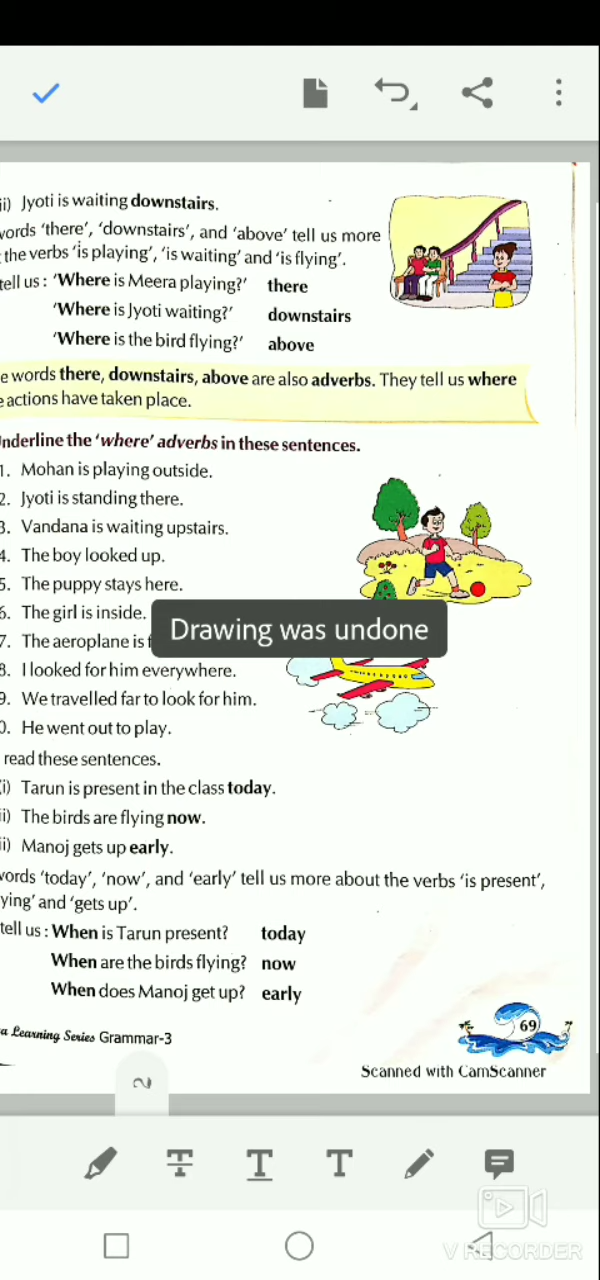 ii) Jyoti is waiting downstairs.
words 'there', 'downstairs', and 'above' tell us more
the verbs 'is playing', 'is waiting' and 'is flying'.
tell us : 'Where is Meera playing?' there
'Where is Jyoti waiting?' downstairs
'Where is the bird flying?' above
e words there, downstairs, above are also adverbs. They tell us where
e actions have taken place.
nderline the 'where' adverbs in these sentences.
1. Mohan is playing outside.
2. Jyoti is standing there.
3. Vandana is waiting upstairs.
4. The boy looked up.
5. The puppy stays here.
6. The girl is inside.
Drawing was undone
7. The aeroplane is f
8. I looked for him everywhere.
9. We travelled far to look for him.
0. He went out to play.
read these sentences.
(i) Tarun is present in the class today.
ii) The birds are flying now.
ii) Manoj gets up early.
words 'today', 'now', and 'early' tell us more about the verbs 'is present',
ying' and 'gets up'.
tell us : When is Tarun present? today
When are the birds flying? now
When does Manoj get up? early
a Learning Series Grammar-3
69
Scanned with CamScanner
2
T T T
V RECORDER